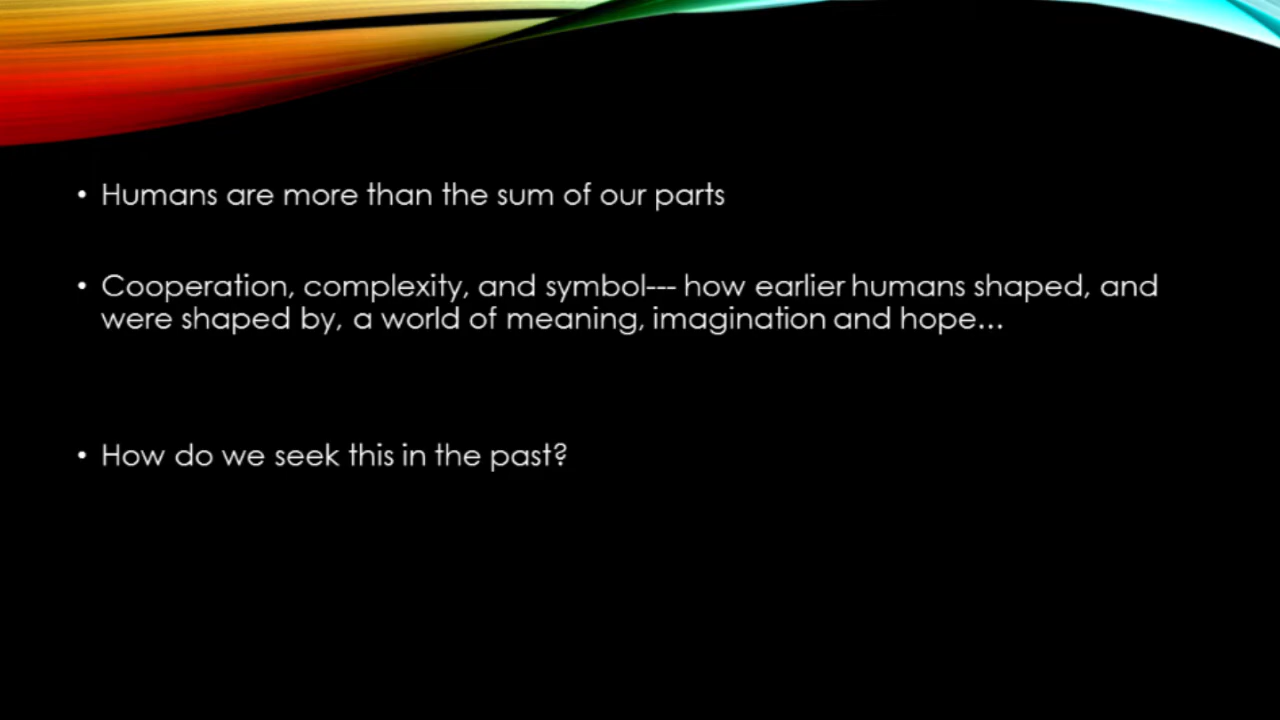 • Humans are more than the sum of our parts
• Cooperation, complexity, and symbol--- how earlier humans shaped, and
were shaped by, a world of meaning, imagination and hope...
• How do we seek this in the past?